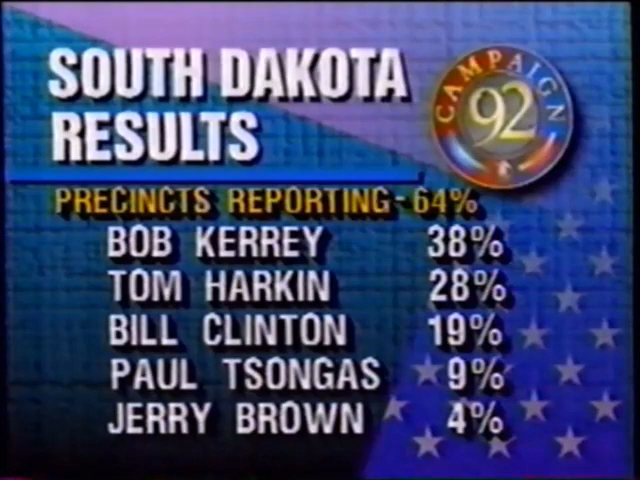 SOUTH DAKOTA
RESULTS
CAMPAIGN
92
PRECINCTS REPORTING - 64%
BOB KERREY 38%
TOM HARKIN 28%
BILL CLINTON 19%
PAUL TSONGAS 9%
JERRY BROWN 4%